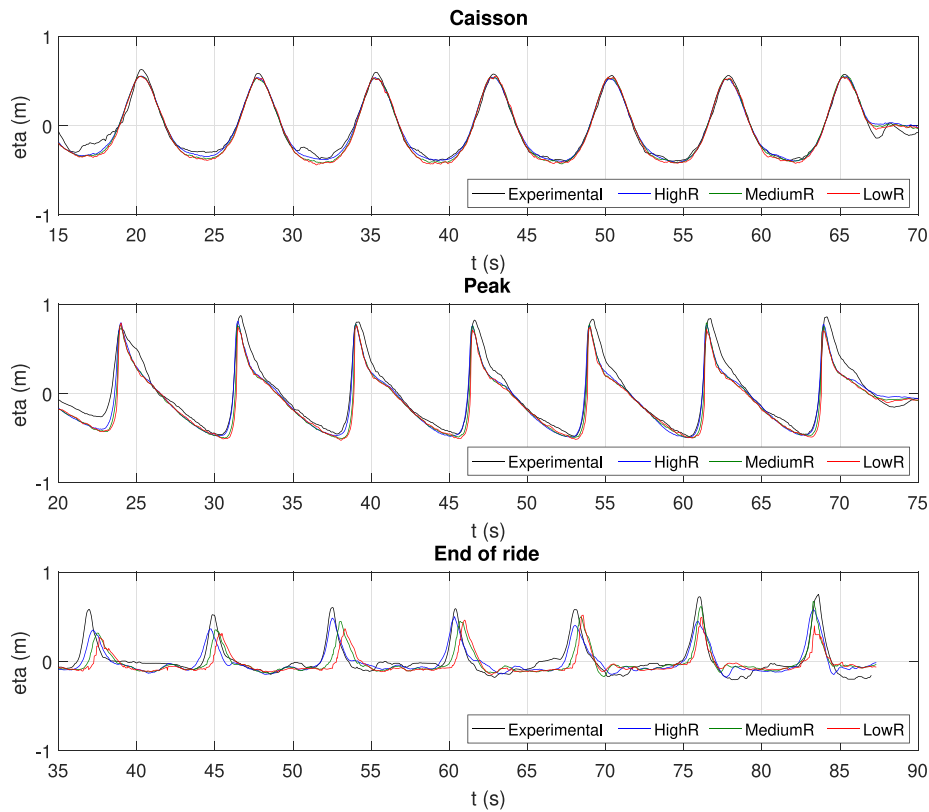 Caisson
1
0
-1
eta (m)
Experimental HighR MediumR LowR
15 20 25 30 35 40 45 50 55 60 65 70
t (s)
Peak
1
0
-1
eta (m)
Experimental HighR MediumR LowR
20 25 30 35 40 45 50 55 60 65 70 75
t (s)
End of ride
1
0
-1
eta (m)
Experimental HighR MediumR LowR
35 40 45 50 55 60 65 70 75 80 85 90
t (s)